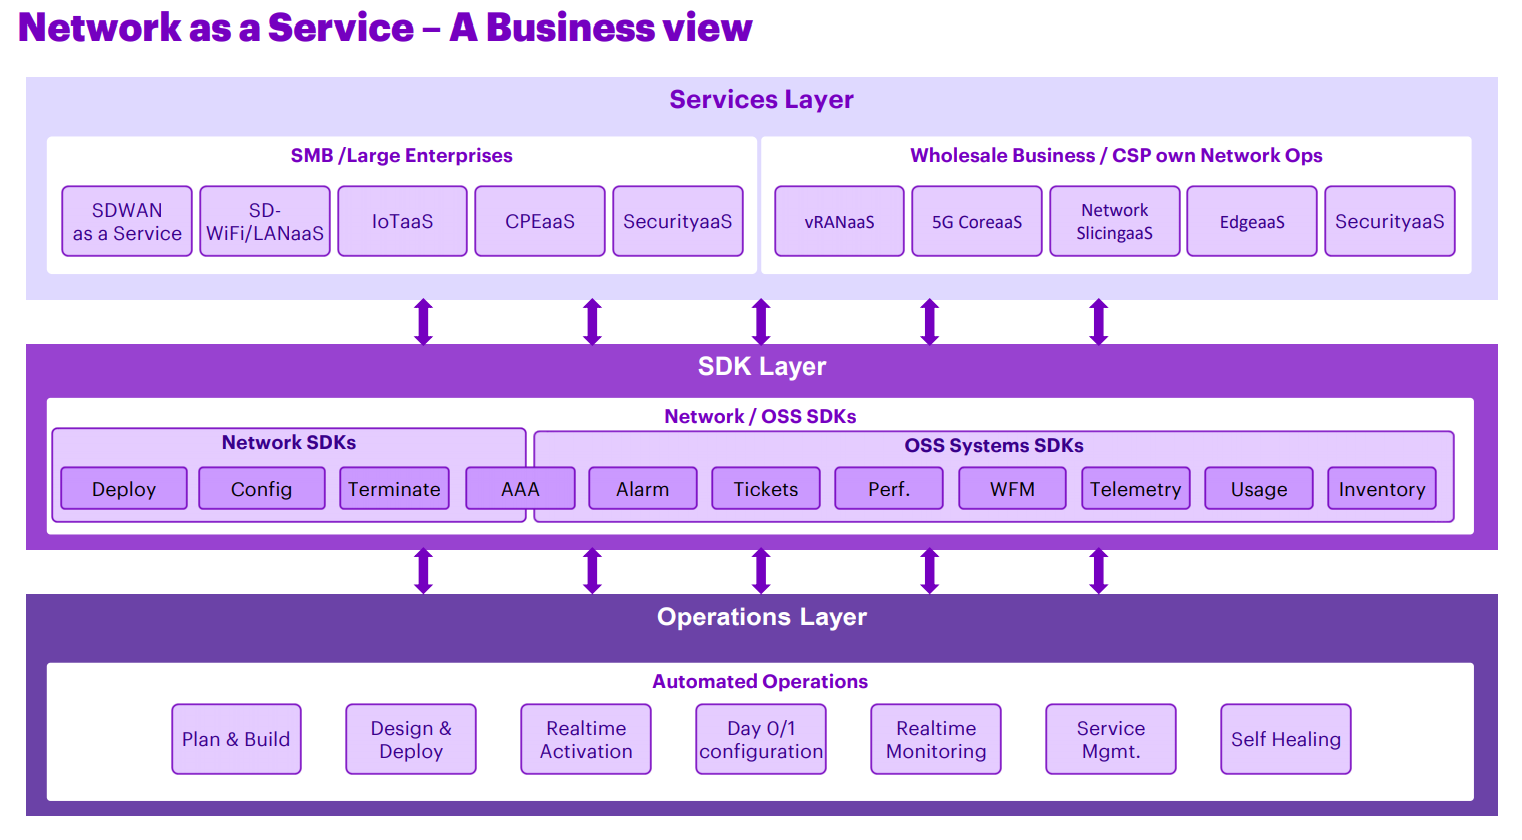 Network as a Service – A Business view
Services Layer
SMB /Large Enterprises
SDWAN
as a Service
SD-
WiFi/LANaaS
IoTaaS
CPEaaS
SecurityaaS
Wholesale Business / CSP own Network Ops
vRANaaS
5G CoreaaS
Network
SlicingaaS
EdgeaaS
SecurityaaS
SDK Layer
Network / OSS SDKs
Network SDKs
OSS Systems SDKs
Deploy
Config
Terminate
AAA
Alarm
Tickets
Perf.
WFM
Telemetry
Usage
Inventory
Operations Layer
Automated Operations
Plan & Build
Design &
Deploy
Realtime
Activation
Day 0/1
configuration
Realtime
Monitoring
Service
Mgmt.
Self Healing